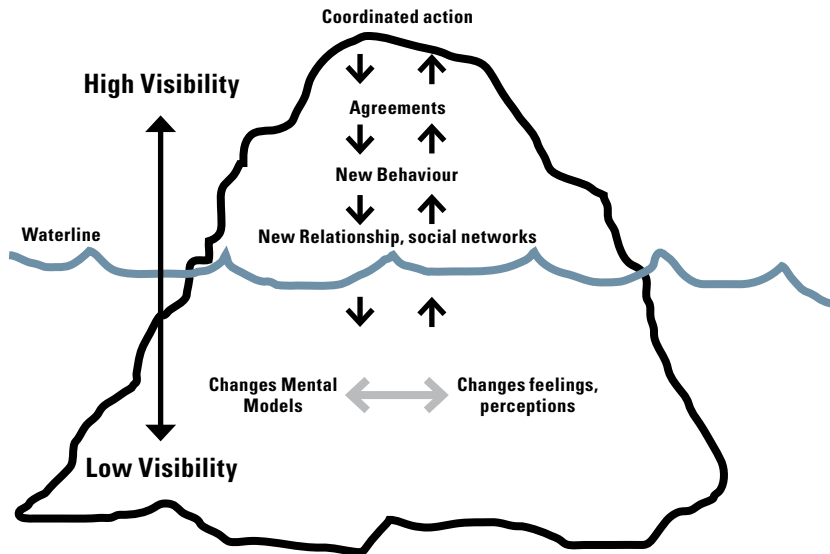 Coordinated action
High Visibility
Agreements
New Behaviour
Waterline
New Relationship, social networks
Changes Mental
Models
Changes feelings,
perceptions
Low Visibility